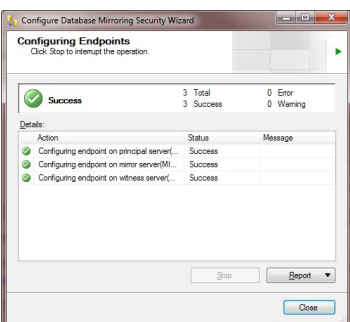 Configure Database Mirroring Security Wizard
Configuring Endpoints
Click Stop to interrupt the operation.
Success
3 Total
0 Error
3 Success
0 Warning
Details:
Action Status Message
Configuring endpoint on principal server(... Success
Configuring endpoint on mirror server(MI... Success
Configuring endpoint on witness server(... Success
Stop
Report
Close